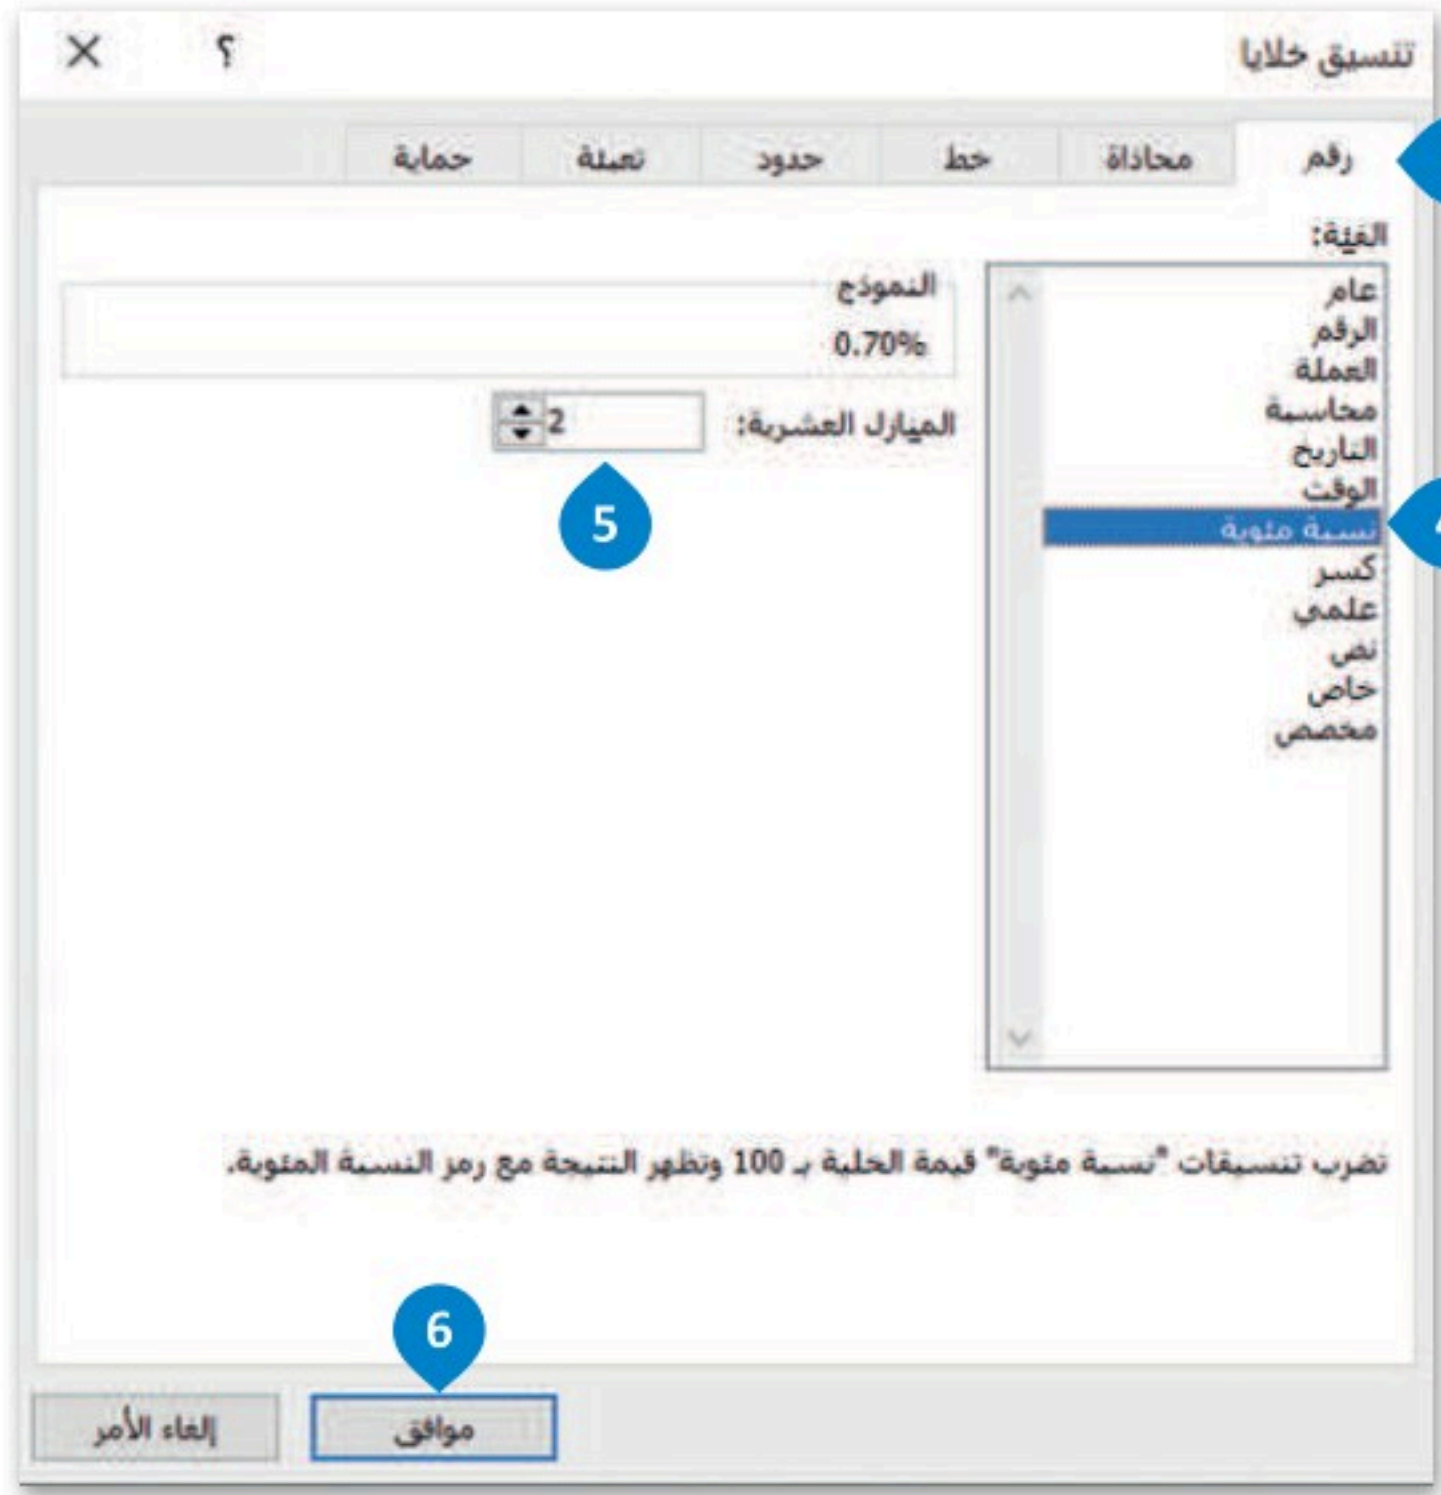 تنسيق خلايا
؟
رقم
محاذاة
خط
حدود
تعبئة
حماية
الفئة:
عام
الرقم
العملة
محاسبة
التاريخ
الوقت
نسبة مئوية
كسر
علمي
نص
خاص
مخصص
النموذج
0.70%
الميازل العشرية: 2
5
4
تضرب تنسيقات "نسبة مئوية" قيمة الخلية بـ 100 وتظهر النتيجة مع رمز النسبة المئوية.
6
موافق
إلغاء الأمر